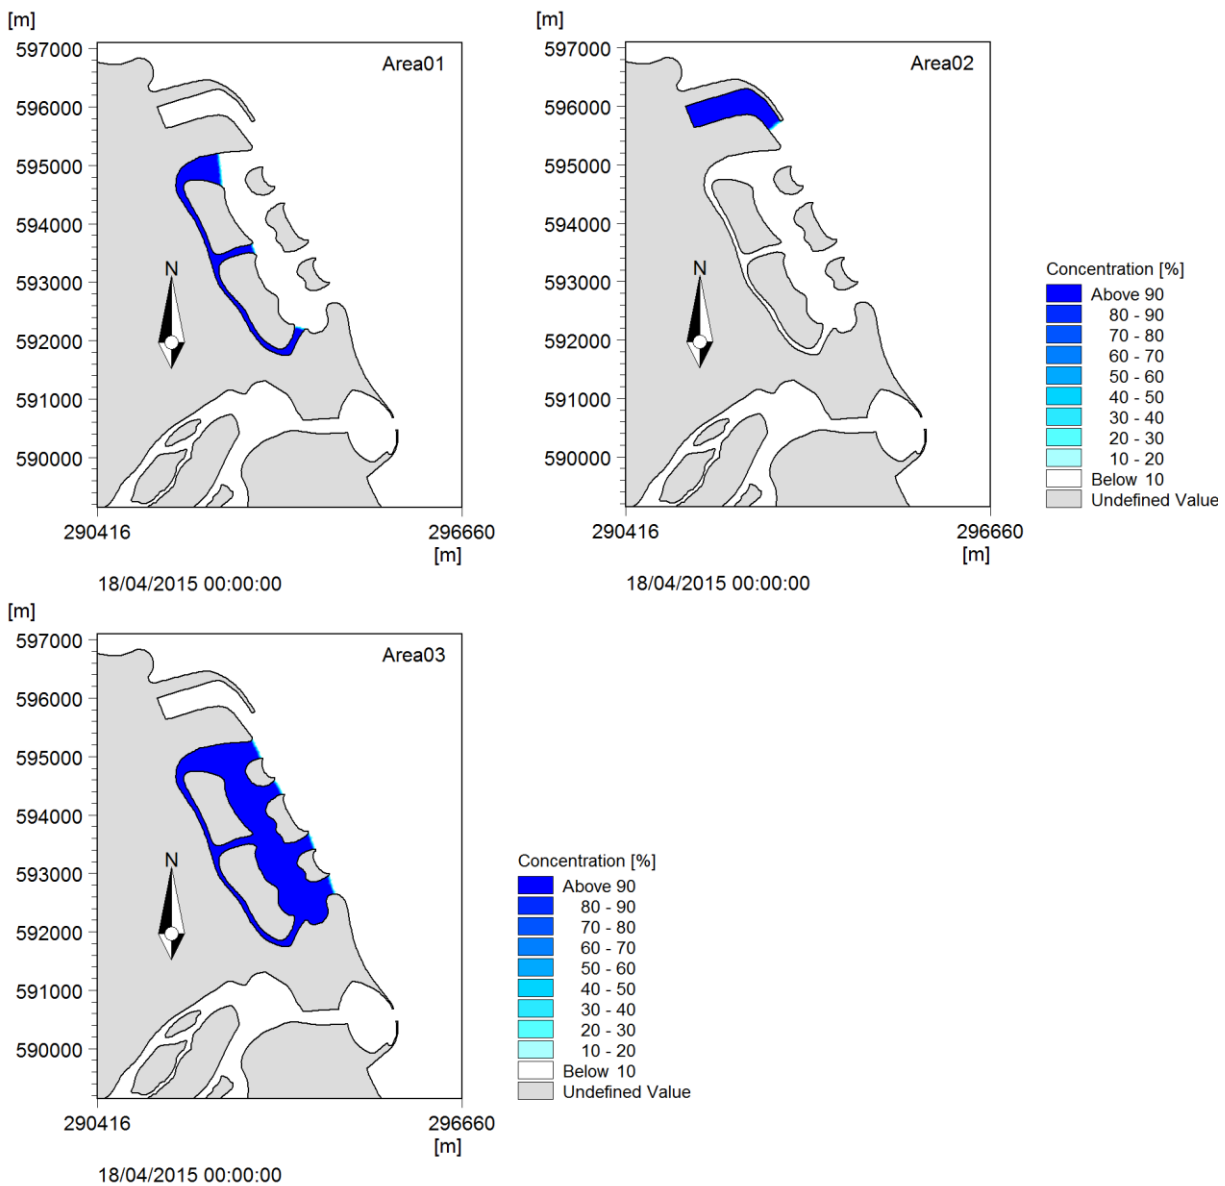 [m]
597000
Area01
596000
595000
594000
593000
N
592000
591000
590000
290416
296660
[m]
18/04/2015 00:00:00
[m]
597000
Area02
596000
595000
594000
593000
N
592000
591000
590000
290416
296660
[m]
18/04/2015 00:00:00
Concentration [%]
Above 90
80 - 90
70 - 80
60 - 70
50 - 60
40 - 50
30 - 40
20 - 30
10 - 20
Below 10
Undefined Value
[m]
597000
Area03
596000
595000
594000
593000
N
592000
591000
590000
290416
296660
[m]
18/04/2015 00:00:00
Concentration [%]
Above 90
80 - 90
70 - 80
60 - 70
50 - 60
40 - 50
30 - 40
20 - 30
10 - 20
Below 10
Undefined Value